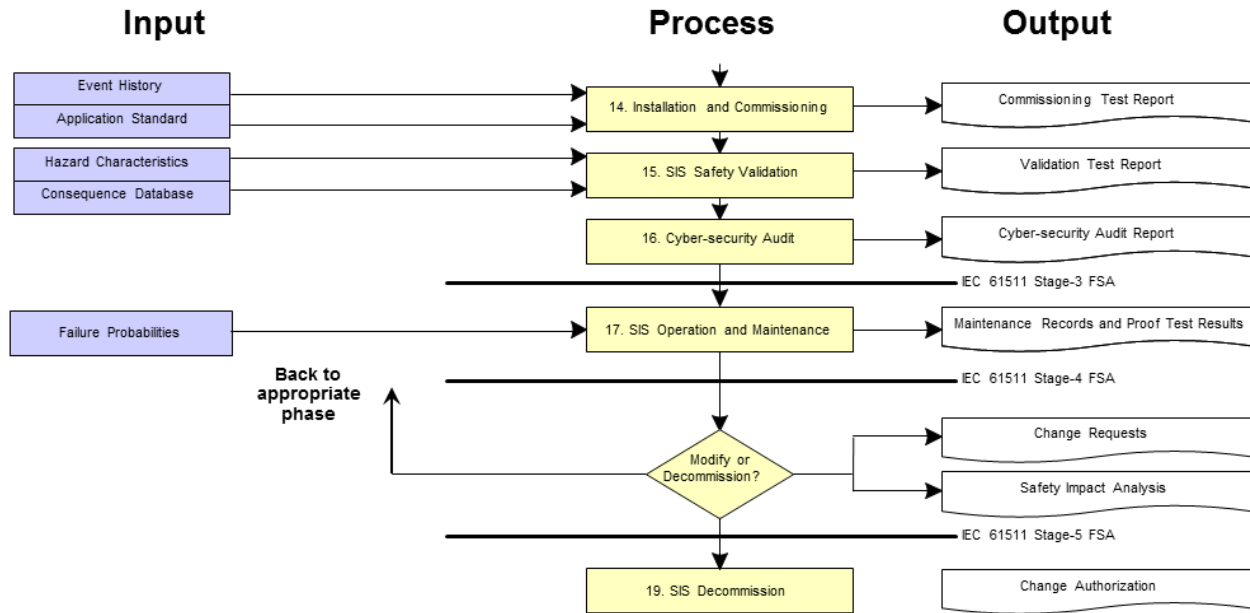 Input
Process
Output
Event History
Application Standard
14. Installation and Commissioning
Commissioning Test Report
Hazard Characteristics
Consequence Database
15. SIS Safety Validation
Validation Test Report
16. Cyber-security Audit
Cyber-security Audit Report
IEC 61511 Stage-3 FSA
Failure Probabilities
17. SIS Operation and Maintenance
Maintenance Records and Proof Test Results
IEC 61511 Stage-4 FSA
Back to
appropriate
phase
Modify or
Decommission?
Change Requests
Safety Impact Analysis
IEC 61511 Stage-5 FSA
19. SIS Decommission
Change Authorization